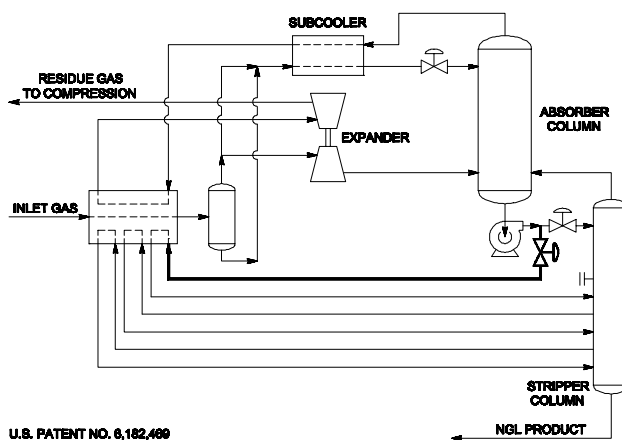 SUBCOOLER
RESIDUE GAS
TO COMPRESSION
EXPANDER
ABSORBER
COLUMN
INLET GAS
STRIPPER
COLUMN
NGL PRODUCT
U.S. PATENT NO. 6,182,469